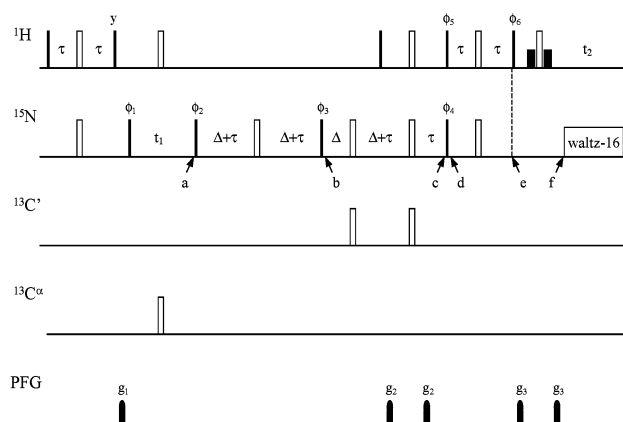 y ϕ5 ϕ6
¹H τ τ τ τ t₂
ϕ1 ϕ2 ϕ3 ϕ4
¹⁵N t₁ Δ+τ Δ+τ Δ Δ+τ τ waltz-16
a b c d e f
¹³C’
¹³Cα
PFG g₁ g₂ g₂ g₃ g₃